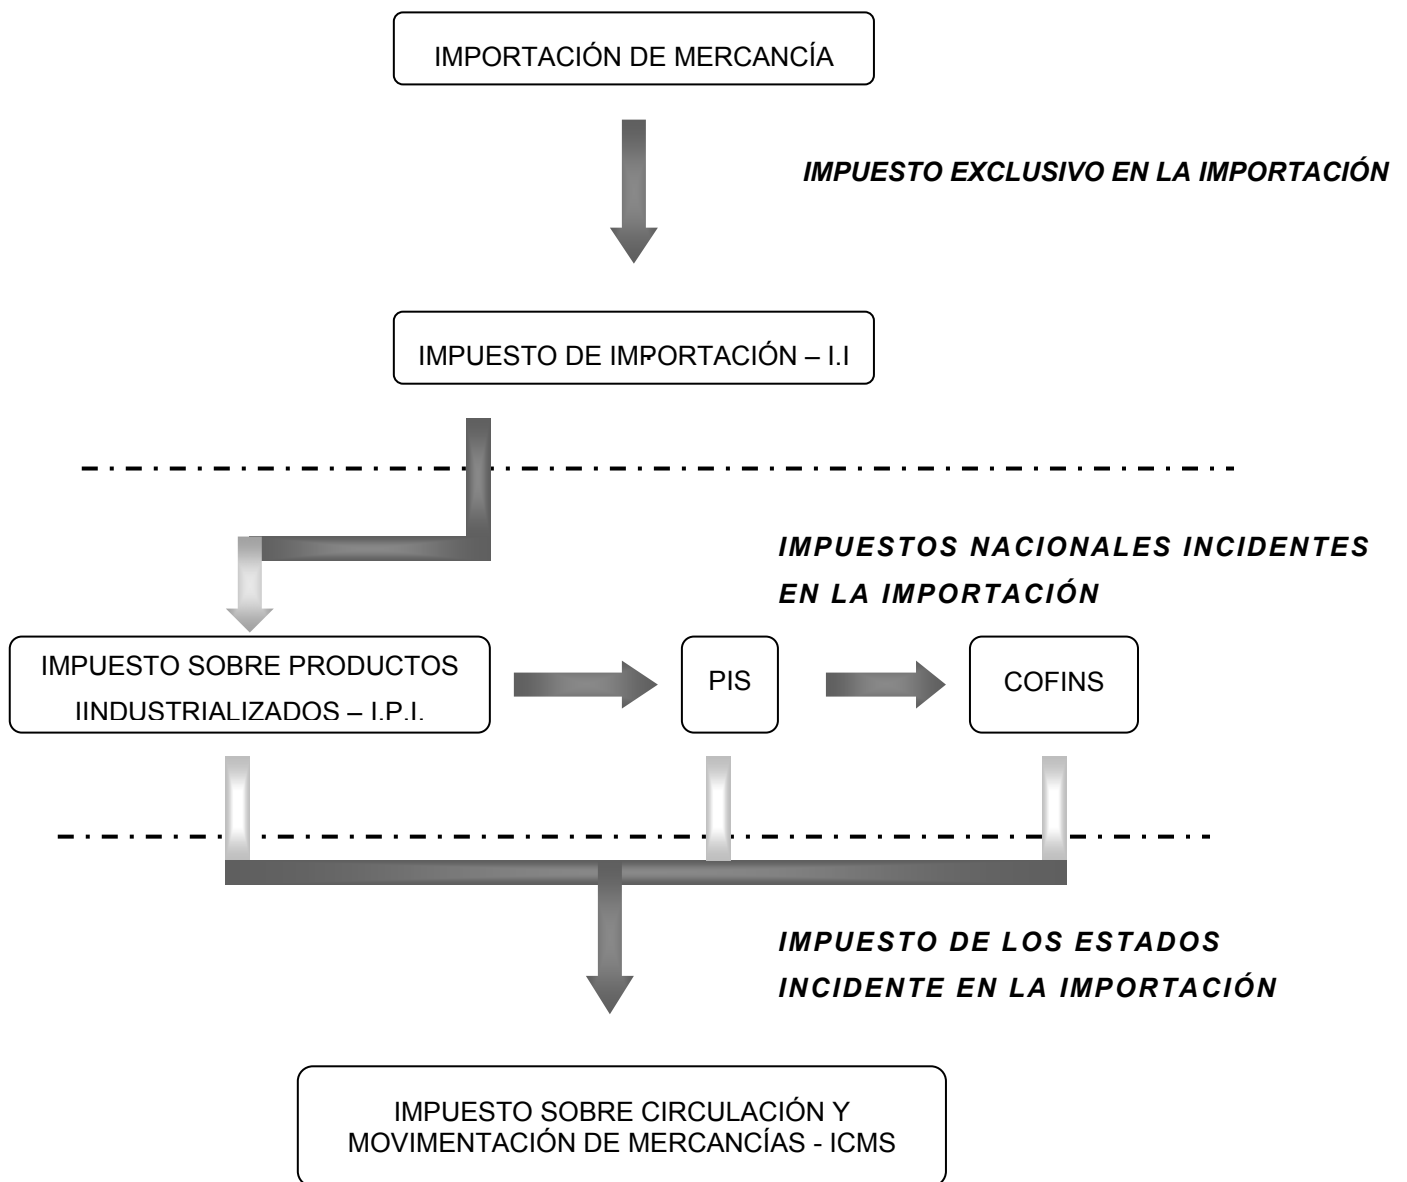 IMPORTACIÓN DE MERCANCÍA
IMPUESTO EXCLUSIVO EN LA IMPORTACIÓN
IMPUESTO DE IMPORTACIÓN – I.I
IMPUESTOS NACIONALES INCIDENTES
EN LA IMPORTACIÓN
IMPUESTO SOBRE PRODUCTOS
IINDUSTRIALIZADOS – I.P.I.
PIS
COFINS
IMPUESTO DE LOS ESTADOS
INCIDENTE EN LA IMPORTACIÓN
IMPUESTO SOBRE CIRCULACIÓN Y
MOVIMENTACIÓN DE MERCANCÍAS - ICMS